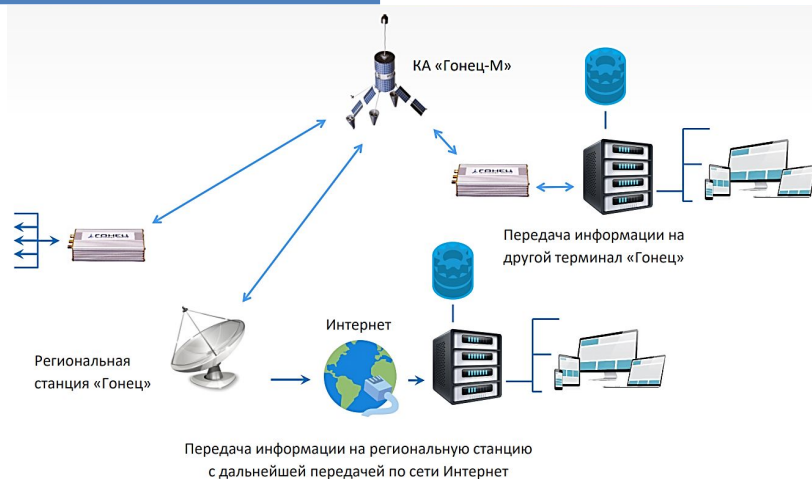 КА «Гонец-М»
Передача информации на
другой терминал «Гонец»
Интернет
Региональная
станция «Гонец»
Передача информации на региональную станцию
с дальнейшей передачей по сети Интернет